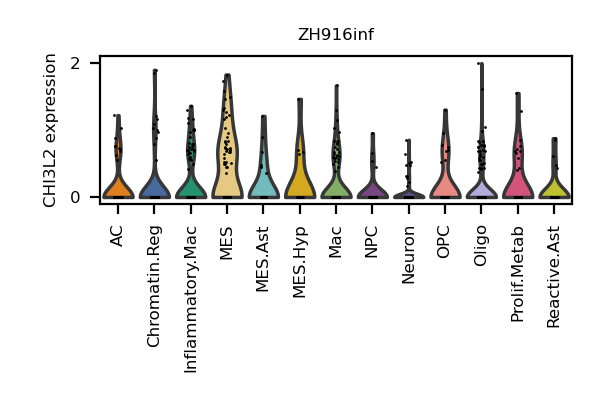 ZH916inf
CHI3L2 expression
2
0
AC
Chromatin.Reg
Inflammatory.Mac
MES
MES.Ast
MES.Hyp
Mac
NPC
Neuron
OPC
Oligo
Prolif.Metab
Reactive.Ast